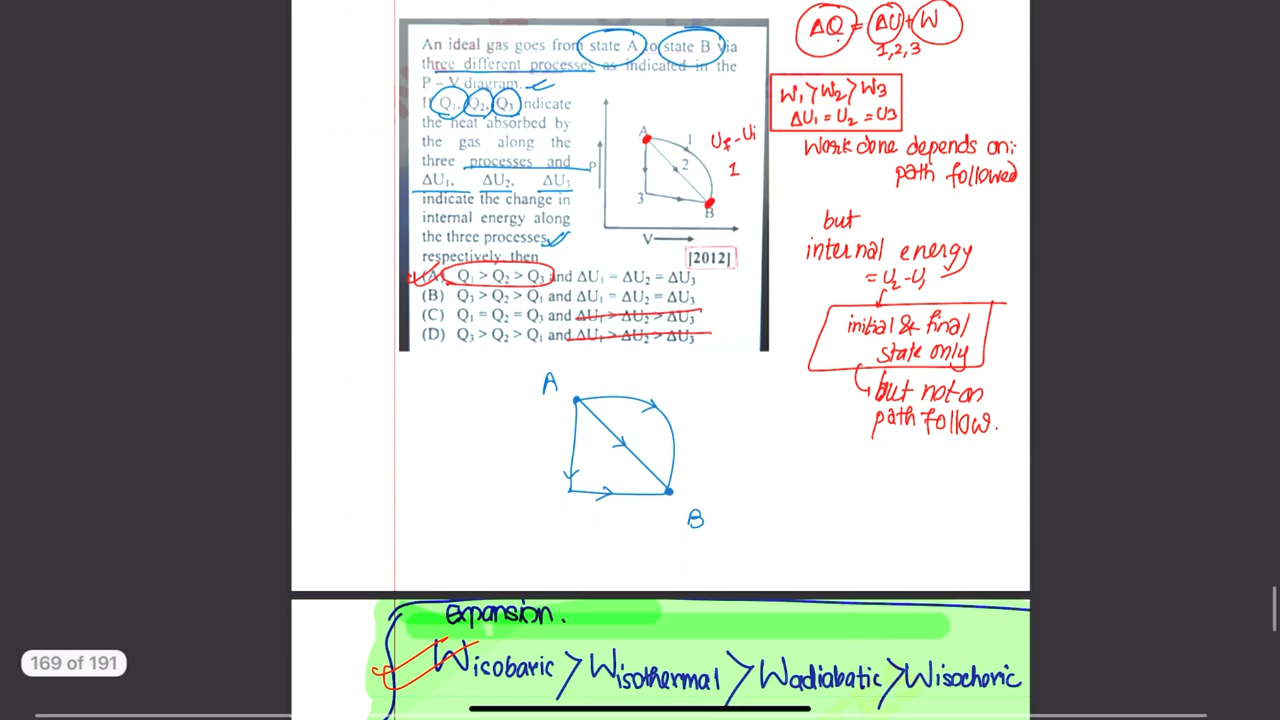 An ideal gas goes from state A to state B via
three different processes as indicated in the
P – V diagram.
If Q₁, Q₂, Q₃ indicate
the heat absorbed by
the gas along the
three processes and
ΔU₁, ΔU₂, ΔU₃
indicate the change in
internal energy along
the three processes
respectively, then
[2012]
(A) Q₁ > Q₂ > Q₃ and ΔU₁ = ΔU₂ = ΔU₃
(B) Q₃ > Q₂ > Q₁ and ΔU₁ = ΔU₂ = ΔU₃
(C) Q₁ = Q₂ = Q₃ and ΔU₁ > ΔU₂ > ΔU₃
(D) Q₃ > Q₂ > Q₁ and ΔU₁ > ΔU₂ > ΔU₃
A
1
2
3
B
P
V
U_f - U_i
1
ΔQ = ΔU + W
1,2,3
W₁ > W₂ > W₃
ΔU₁ = U₂ = U₃
Work done depends on:-
path followed
but
internal energy
= U₂ - U₁
initial & final
state only
but not on
path follow.
A
B
expansion.
Wisobaric > Wisothermal > Wadiabatic > Wisochoric
169 of 191